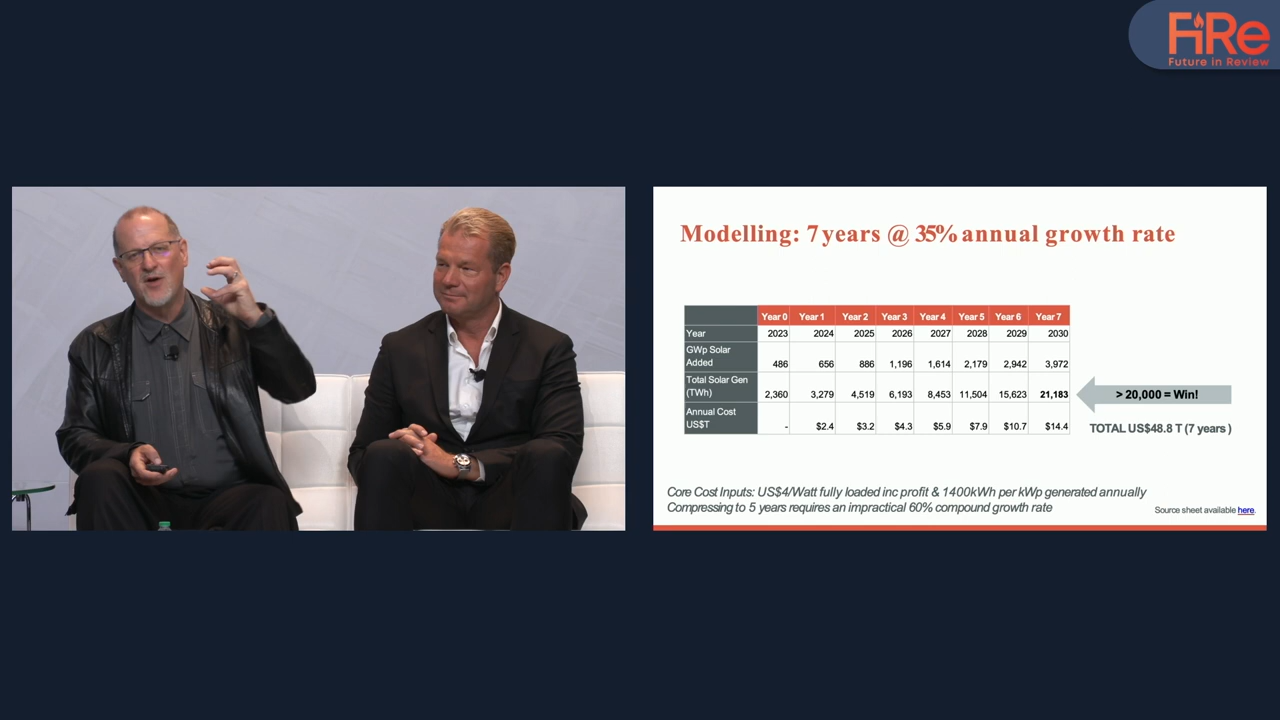 FiRe
Future in Review
Modelling: 7 years @ 35% annual growth rate
Year 0 Year 1 Year 2 Year 3 Year 4 Year 5 Year 6 Year 7
Year 2023 2024 2025 2026 2027 2028 2029 2030
GWp Solar
Added 486 656 886 1,196 1,614 2,179 2,942 3,972
Total Solar Gen
(TWh) 2,360 3,279 4,519 6,193 8,453 11,504 15,623 21,183
Annual Cost
US$T - $2.4 $3.2 $4.3 $5.9 $7.9 $10.7 $14.4
> 20,000 = Win!
TOTAL US$48.8 T (7 years )
Core Cost Inputs: US$4/Watt fully loaded inc profit & 1400kWh per kWp generated annually
Compressing to 5 years requires an impractical 60% compound growth rate
Source sheet available here.